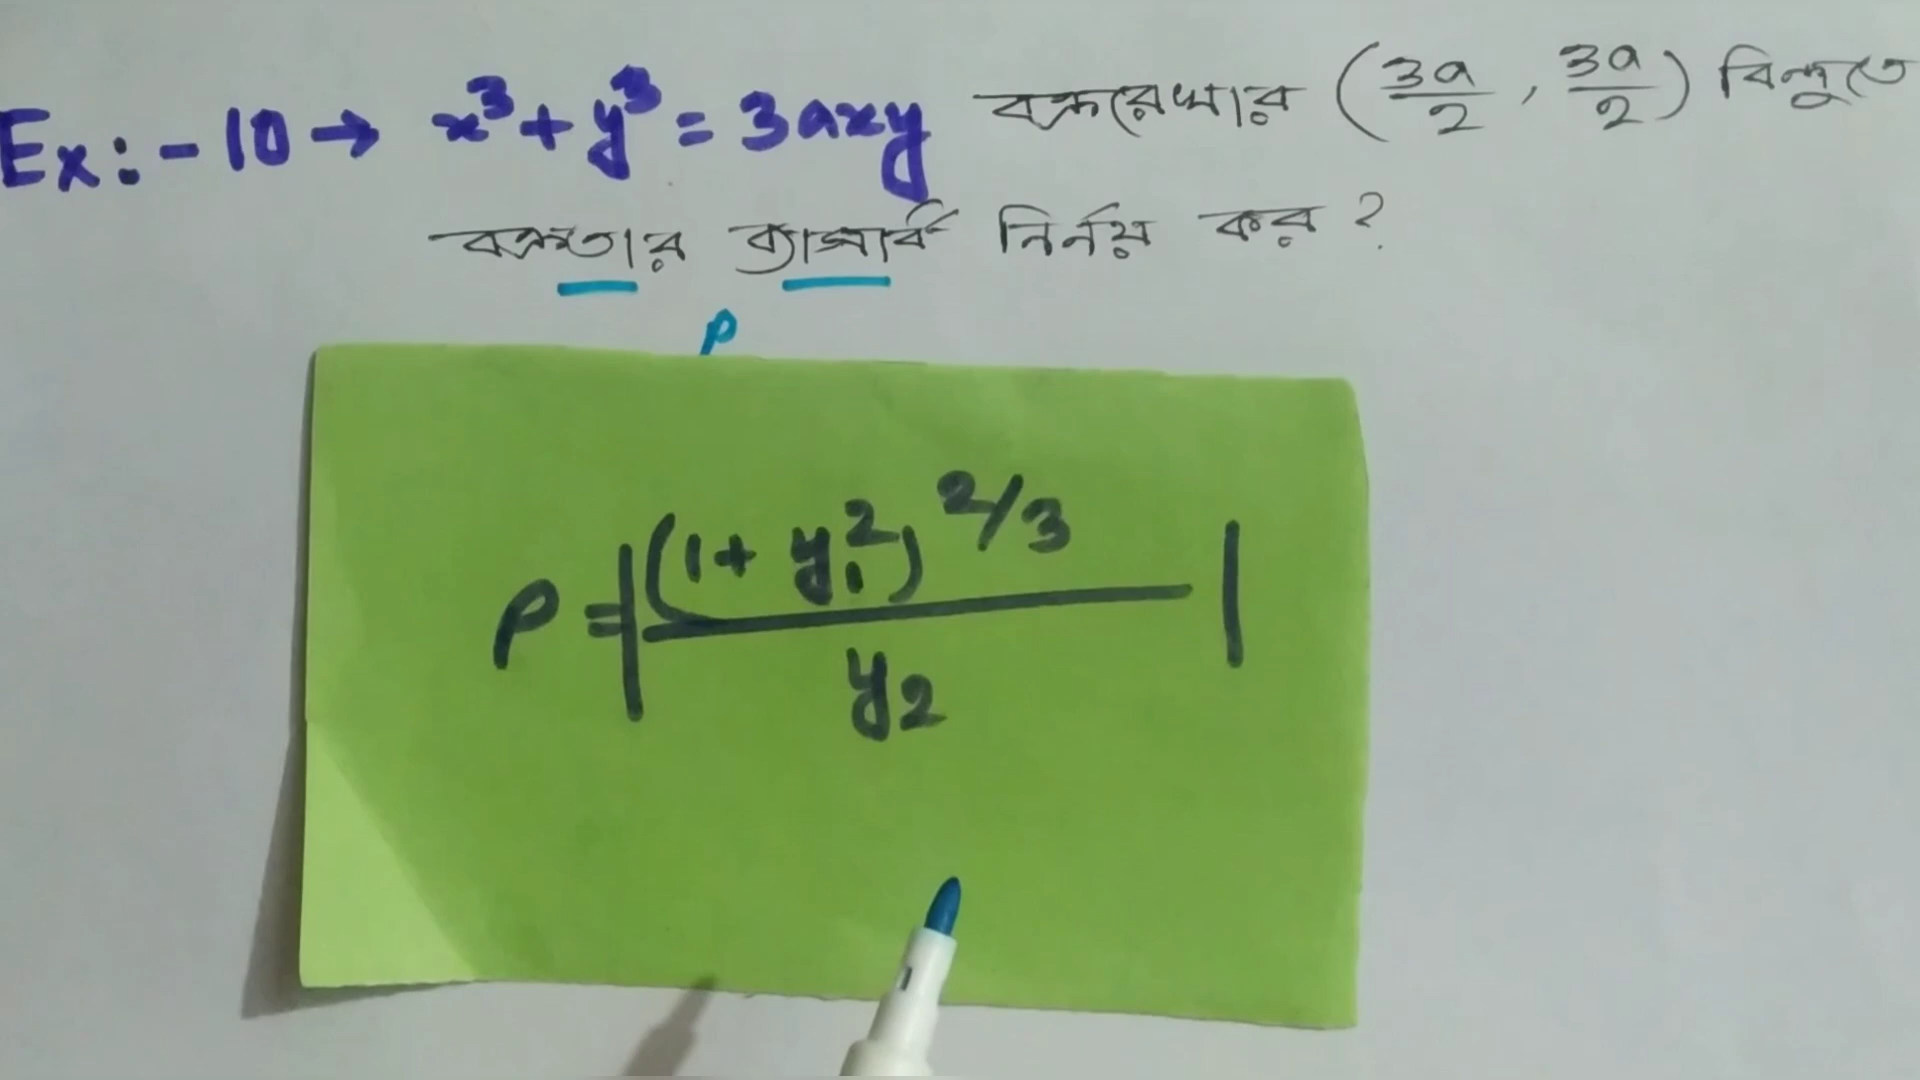 Ex:- 10 → x³ + y³ = 3axy বক্ররেখার (3a/2, 3a/2) বিন্দুতে
বক্রতার ব্যাসার্ধ নির্নয় কর ?
ρ
ρ = |(1 + y₁²)^2/3 / y₂|